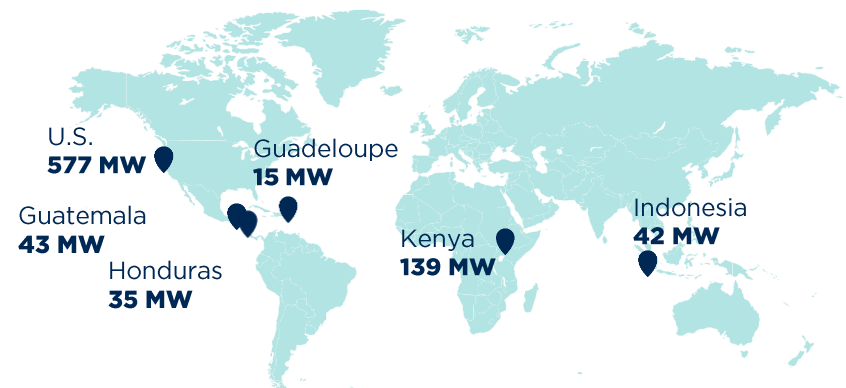 U.S.
577 MW
Guadeloupe
15 MW
Guatemala
43 MW
Honduras
35 MW
Kenya
139 MW
Indonesia
42 MW